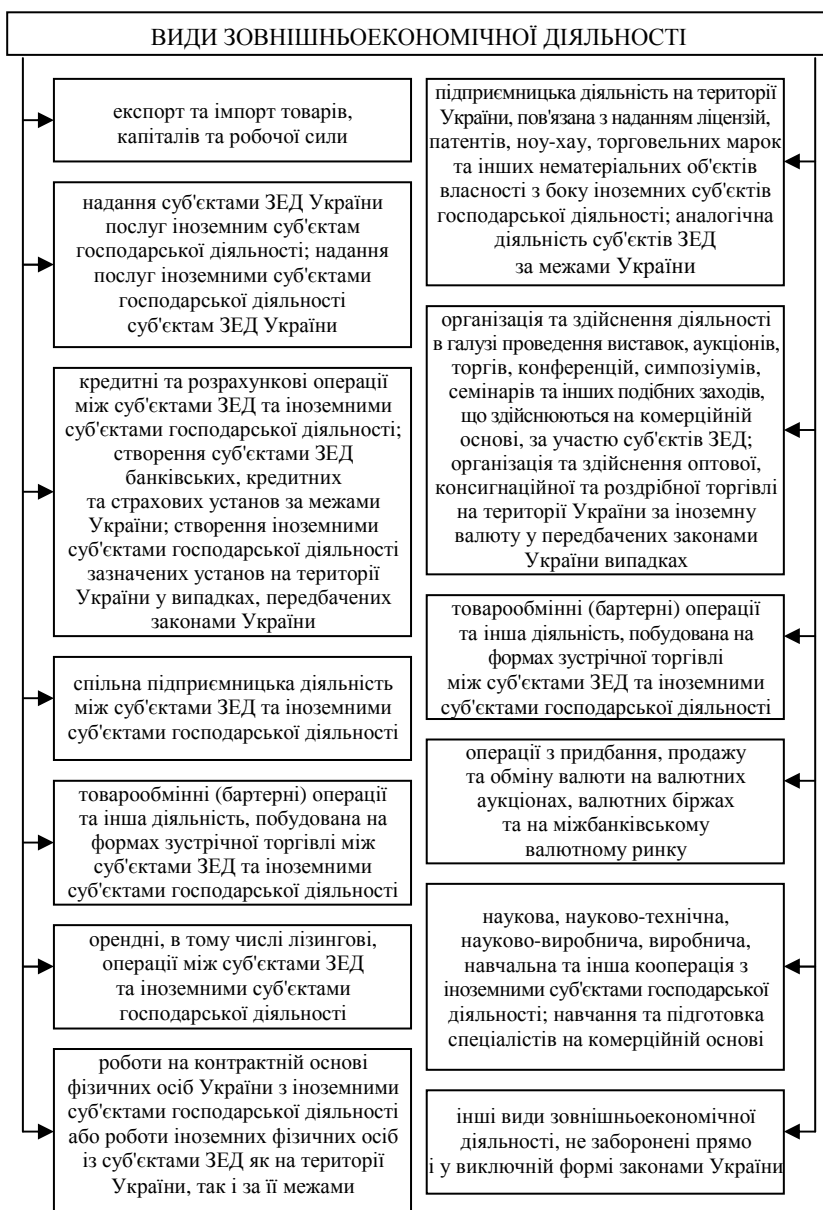 ВИДИ ЗОВНІШНЬОЕКОНОМІЧНОЇ ДІЯЛЬНОСТІ
експорт та імпорт товарів,
капіталів та робочої сили
надання суб'єктами ЗЕД України
послуг іноземним суб'єктам
господарської діяльності; надання
послуг іноземними суб'єктами
господарської діяльності
суб'єктам ЗЕД України
кредитні та розрахункові операції
між суб'єктами ЗЕД та іноземними
суб'єктами господарської діяльності;
створення суб'єктами ЗЕД
банківських, кредитних
та страхових установ за межами
України; створення іноземними
суб'єктами господарської діяльності
зазначених установ на території
України у випадках, передбачених
законами України
спільна підприємницька діяльність
між суб'єктами ЗЕД та іноземними
суб'єктами господарської діяльності
товарообмінні (бартерні) операції
та інша діяльність, побудована на
формах зустрічної торгівлі між
суб'єктами ЗЕД та іноземними
суб'єктами господарської діяльності
орендні, в тому числі лізингові,
операції між суб'єктами ЗЕД
та іноземними суб'єктами
господарської діяльності
роботи на контрактній основі
фізичних осіб України з іноземними
суб'єктами господарської діяльності
або роботи іноземних фізичних осіб
із суб'єктами ЗЕД як на території
України, так і за її межами
підприємницька діяльність на території
України, пов'язана з наданням ліцензій,
патентів, ноу-хау, торговельних марок
та інших нематеріальних об'єктів
власності з боку іноземних суб'єктів
господарської діяльності; аналогічна
діяльність суб'єктів ЗЕД
за межами України
організація та здійснення діяльності
в галузі проведення виставок, аукціонів,
торгів, конференцій, симпозіумів,
семінарів та інших подібних заходів,
що здійснюються на комерційній
основі, за участю суб'єктів ЗЕД;
організація та здійснення оптової,
консигнаційної та роздрібної торгівлі
на території України за іноземну
валюту у передбачених законами
України випадках
товарообмінні (бартерні) операції
та інша діяльність, побудована на
формах зустрічної торгівлі
між суб'єктами ЗЕД та іноземними
суб'єктами господарської діяльності
операції з придбання, продажу
та обміну валюти на валютних
аукціонах, валютних біржах
та на міжбанківському
валютному ринку
наукова, науково-технічна,
науково-виробнича, виробнича,
навчальна та інша кооперація з
іноземними суб'єктами господарської
діяльності; навчання та підготовка
спеціалістів на комерційній основі
інші види зовнішньоекономічної
діяльності, не заборонені прямо
і у виключній формі законами України